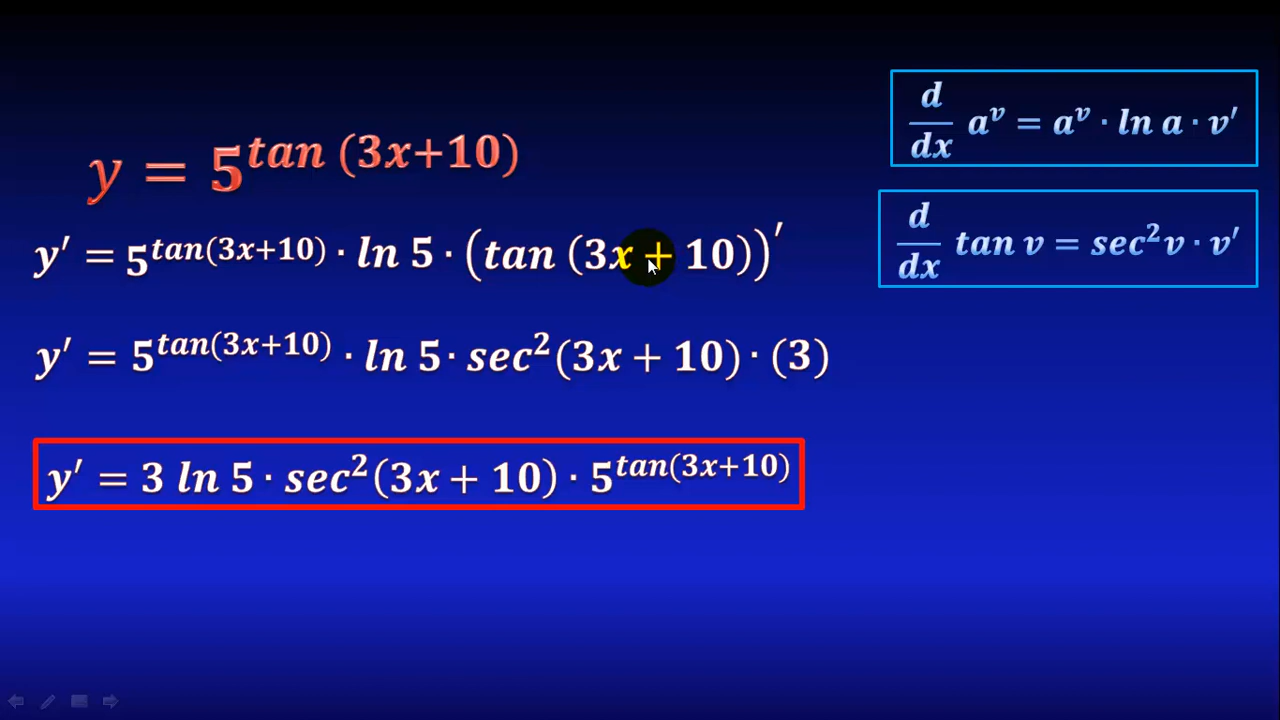 y = 5^{tan (3x+10)}
y′ = 5^{tan(3x+10)} · ln 5 · (tan (3x + 10))′
y′ = 5^{tan(3x+10)} · ln 5 · sec²(3x + 10) · (3)
y′ = 3 ln 5 · sec²(3x + 10) · 5^{tan(3x+10)}
d/dx a^v = a^v · ln a · v′
d/dx tan v = sec²v · v′